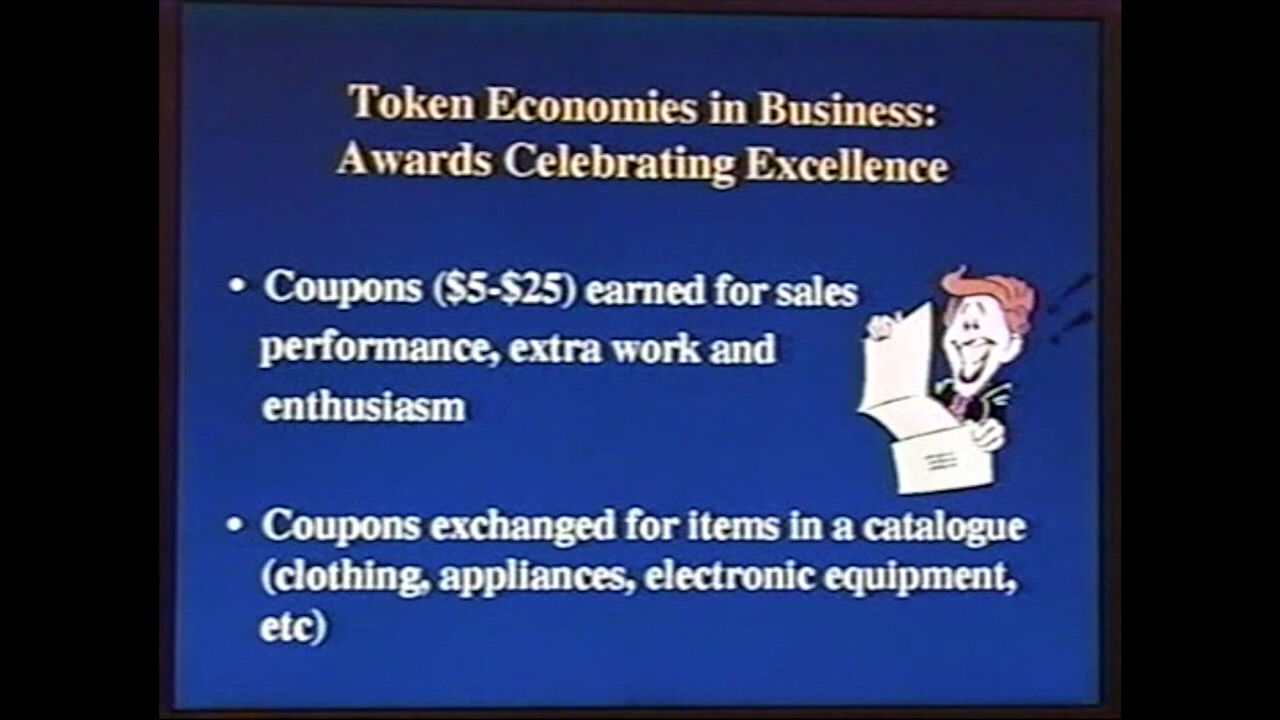 Token Economies in Business:
Awards Celebrating Excellence
• Coupons ($5-$25) earned for sales
performance, extra work and
enthusiasm
• Coupons exchanged for items in a catalogue
(clothing, appliances, electronic equipment,
etc)